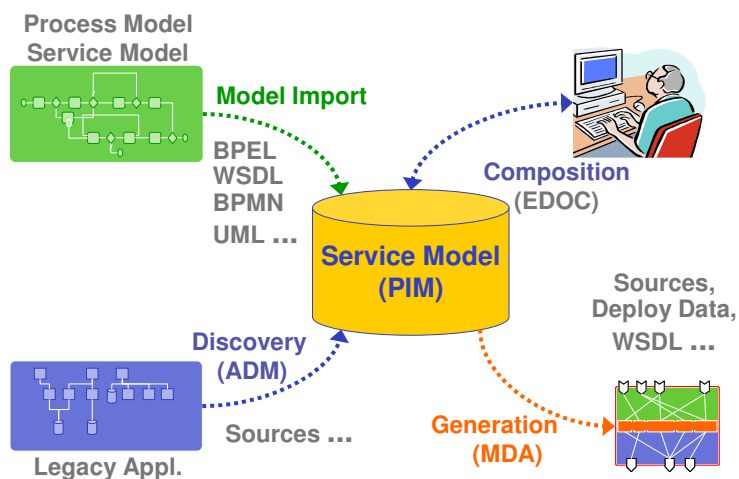 Process Model
Service Model
Model Import
BPEL
WSDL
BPMN
UML ...
Composition
(EDOC)
Service Model
(PIM)
Sources,
Deploy Data,
WSDL ...
Discovery
(ADM)
Sources ...
Legacy Appl.
Generation
(MDA)